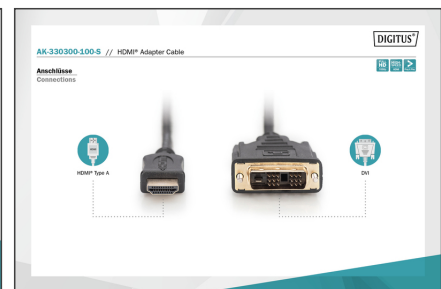 DIGITUS®
AK-330300-100-S // HDMI® Adapter Cable
Anschlüsse
Connections
HDMI® Type A
DVI